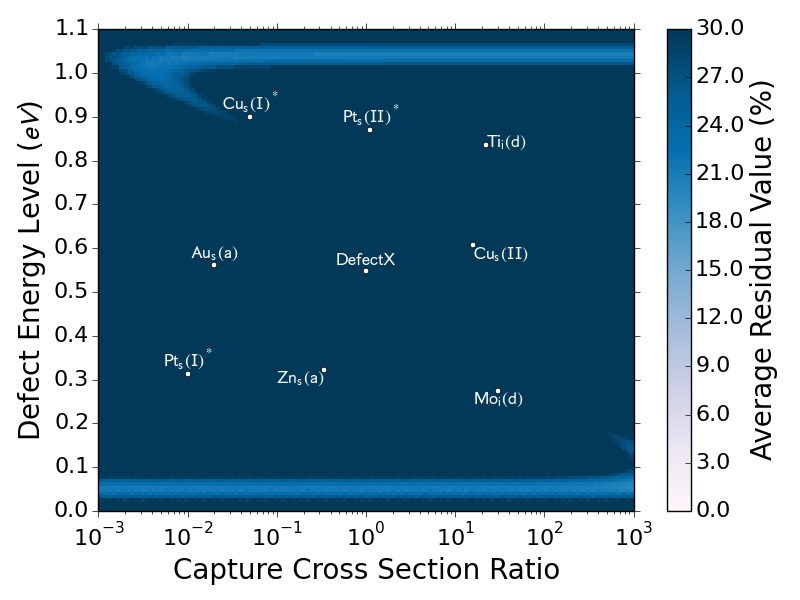 1.1
1.0
0.9
0.8
0.7
0.6
0.5
0.4
0.3
0.2
0.1
0.0
Defect Energy Level (eV)
Cuₛ(I)*
Ptₛ(II)*
Tiᵢ(d)
Auₛ(a)
DefectX
Cuₛ(II)
Ptₛ(I)*
Znₛ(a)
Moᵢ(d)
10⁻³ 10⁻² 10⁻¹ 10⁰ 10¹ 10² 10³
Capture Cross Section Ratio
30.0
27.0
24.0
21.0
18.0
15.0
12.0
9.0
6.0
3.0
0.0
Average Residual Value (%)